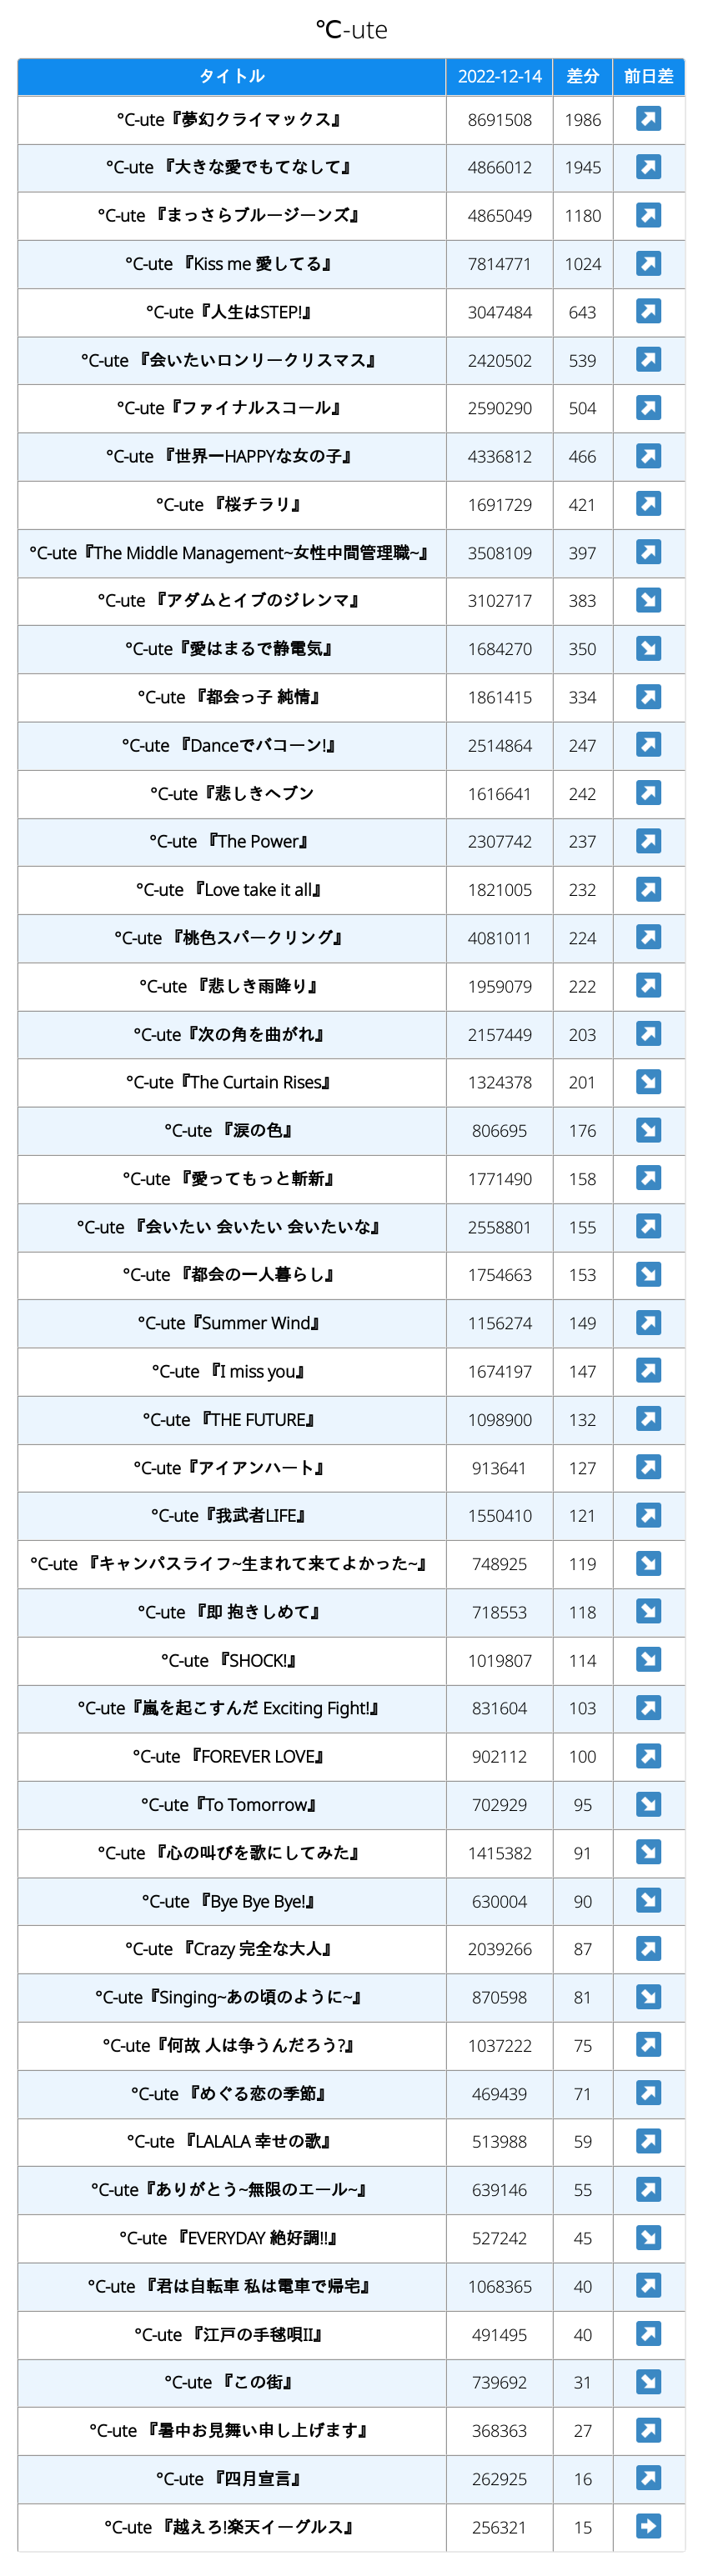 ℃-ute
タイトル 2022-12-14 差分 前日差
°C-ute『夢幻クライマックス』 8691508 1986 ↗
°C-ute 『大きな愛でもてなして』 4866012 1945 ↗
°C-ute 『まっさらブルージーンズ』 4865049 1180 ↗
°C-ute 『Kiss me 愛してる』 7814771 1024 ↗
°C-ute『人生はSTEP!』 3047484 643 ↗
°C-ute 『会いたいロンリークリスマス』 2420502 539 ↗
°C-ute『ファイナルスコール』 2590290 504 ↗
°C-ute 『世界一HAPPYな女の子』 4336812 466 ↗
°C-ute 『桜チラリ』 1691729 421 ↗
°C-ute『The Middle Management~女性中間管理職~』 3508109 397 ↗
°C-ute 『アダムとイブのジレンマ』 3102717 383 ↘
°C-ute『愛はまるで静電気』 1684270 350 ↘
°C-ute 『都会っ子 純情』 1861415 334 ↗
°C-ute 『Danceでバコーン!』 2514864 247 ↗
°C-ute『悲しきヘブン 1616641 242 ↗
°C-ute 『The Power』 2307742 237 ↗
°C-ute 『Love take it all』 1821005 232 ↗
°C-ute 『桃色スパークリング』 4081011 224 ↗
°C-ute 『悲しき雨降り』 1959079 222 ↗
°C-ute『次の角を曲がれ』 2157449 203 ↗
°C-ute『The Curtain Rises』 1324378 201 ↘
°C-ute 『涙の色』 806695 176 ↘
°C-ute 『愛ってもっと斬新』 1771490 158 ↗
°C-ute 『会いたい 会いたい 会いたいな』 2558801 155 ↗
°C-ute 『都会の一人暮らし』 1754663 153 ↘
°C-ute『Summer Wind』 1156274 149 ↗
°C-ute 『I miss you』 1674197 147 ↗
°C-ute 『THE FUTURE』 1098900 132 ↗
°C-ute『アイアンハート』 913641 127 ↗
°C-ute『我武者LIFE』 1550410 121 ↗
°C-ute 『キャンパスライフ~生まれて来てよかった~』 748925 119 ↘
°C-ute 『即 抱きしめて』 718553 118 ↘
°C-ute 『SHOCK!』 1019807 114 ↘
°C-ute『嵐を起こすんだ Exciting Fight!』 831604 103 ↗
°C-ute 『FOREVER LOVE』 902112 100 ↗
°C-ute『To Tomorrow』 702929 95 ↘
°C-ute 『心の叫びを歌にしてみた』 1415382 91 ↘
°C-ute 『Bye Bye Bye!』 630004 90 ↘
°C-ute 『Crazy 完全な大人』 2039266 87 ↗
°C-ute『Singing~あの頃のように~』 870598 81 ↘
°C-ute『何故 人は争うんだろう?』 1037222 75 ↗
°C-ute 『めぐる恋の季節』 469439 71 ↗
°C-ute 『LALALA 幸せの歌』 513988 59 ↗
°C-ute『ありがとう~無限のエール~』 639146 55 ↗
°C-ute 『EVERYDAY 絶好調!!』 527242 45 ↘
°C-ute 『君は自転車 私は電車で帰宅』 1068365 40 ↗
°C-ute 『江戸の手毬唄II』 491495 40 ↗
°C-ute 『この街』 739692 31 ↘
°C-ute 『暑中お見舞い申し上げます』 368363 27 ↗
°C-ute 『四月宣言』 262925 16 ↗
°C-ute 『越えろ!楽天イーグルス』 256321 15 ➡